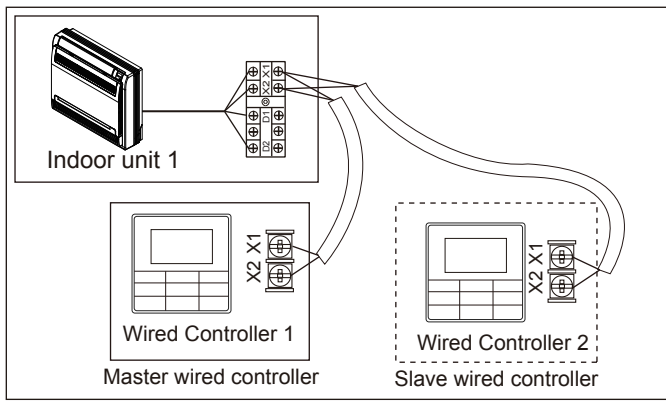 X2 X1
D1
D2
Indoor unit 1
X2 X1
Wired Controller 1
Master wired controller
X2 X1
Wired Controller 2
Slave wired controller